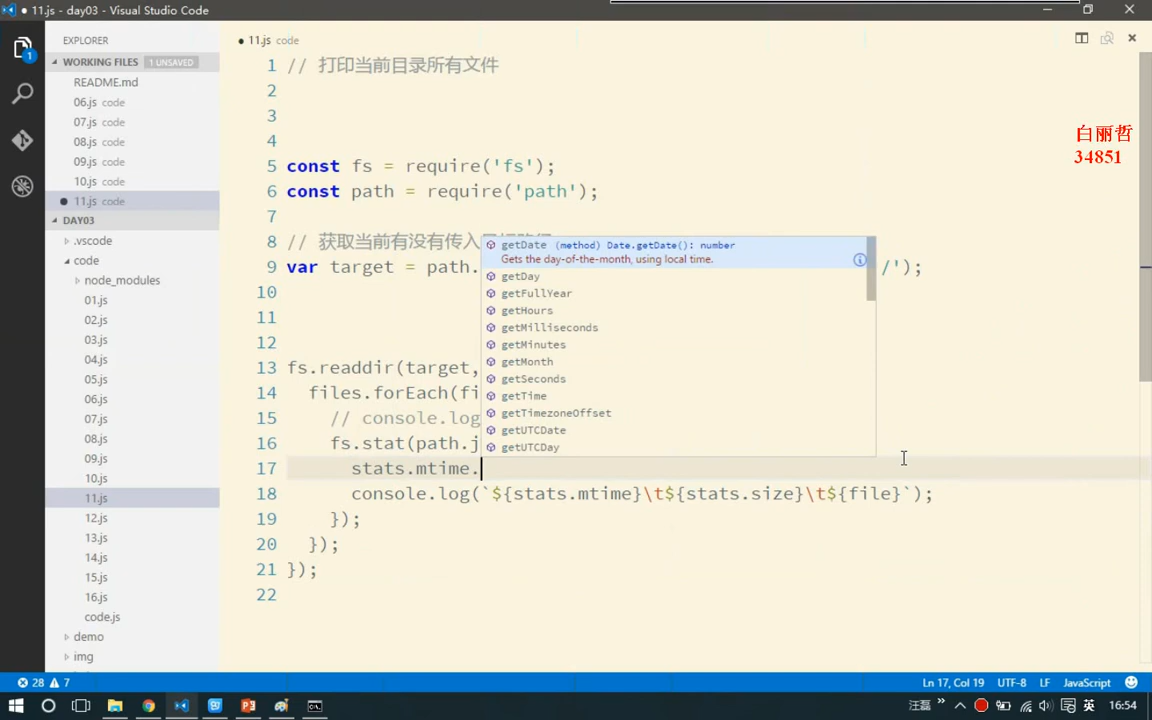 11.js - day03 - Visual Studio Code
EXPLORER
WORKING FILES 1 UNSAVED
README.md
06.js code
07.js code
08.js code
09.js code
10.js code
11.js code
DAY03
.vscode
code
node_modules
01.js
02.js
03.js
04.js
05.js
06.js
07.js
08.js
09.js
10.js
11.js
12.js
13.js
14.js
15.js
16.js
code.js
demo
img
11.js code
1 // 打印当前目录所有文件
2
3
4
5 const fs = require('fs');
6 const path = require('path');
7
8 // 获取当前有没有传入
9 var target = path. /');
10
11
12
13 fs.readdir(target,
14 files.forEach(fi
15 // console.log
16 fs.stat(path.j
17 stats.mtime.
18 console.log(`${stats.mtime}\t${stats.size}\t${file}`);
19 });
20 });
21 });
22
getDate (method) Date.getDate(): number
Gets the day-of-the-month, using local time.
getDay
getFullYear
getHours
getMilliseconds
getMinutes
getMonth
getSeconds
getTime
getTimezoneOffset
getUTCDate
getUTCDay
白丽哲
34851
28 7
Ln 17, Col 19 UTF-8 LF JavaScript
汪磊 英 16:54